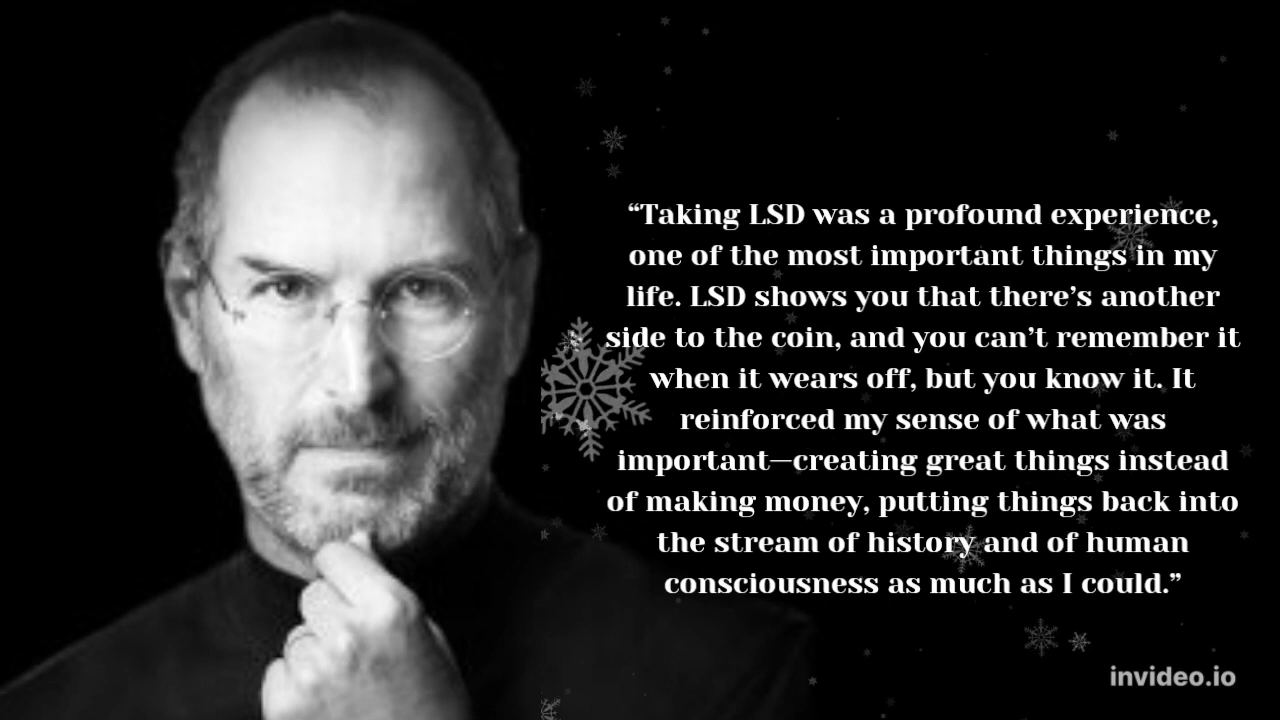 “Taking LSD was a profound experience,
one of the most important things in my
life. LSD shows you that there’s another
side to the coin, and you can’t remember it
when it wears off, but you know it. It
reinforced my sense of what was
important—creating great things instead
of making money, putting things back into
the stream of history and of human
consciousness as much as I could.”
invideo.io